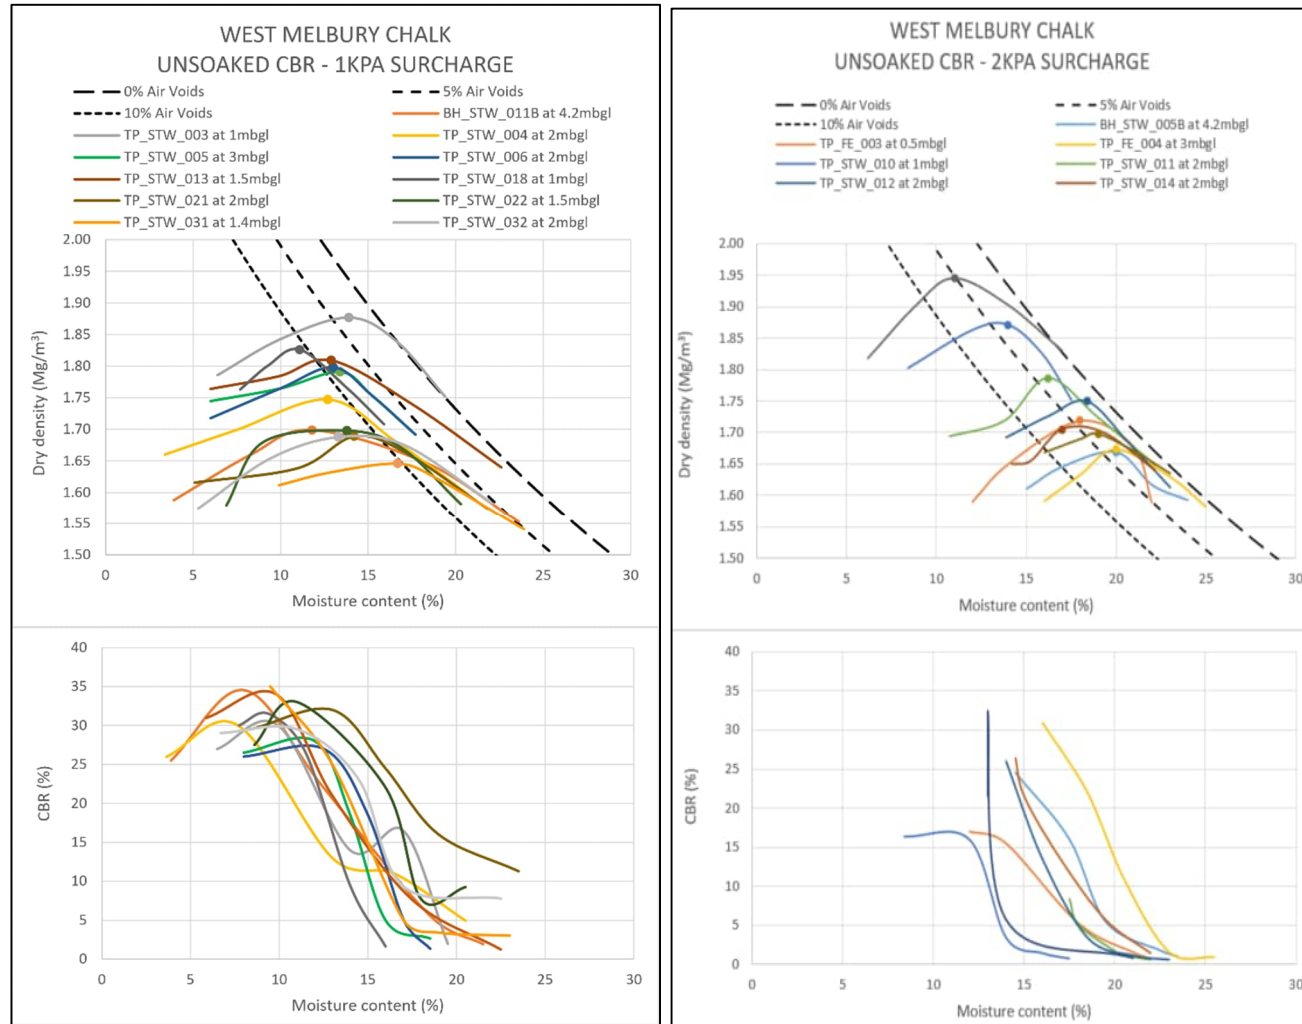 WEST MELBURY CHALK
UNSOAKED CBR - 1KPA SURCHARGE
0% Air Voids
5% Air Voids
10% Air Voids
BH_STW_011B at 4.2mbgl
TP_STW_003 at 1mbgl
TP_STW_004 at 2mbgl
TP_STW_005 at 3mbgl
TP_STW_006 at 2mbgl
TP_STW_013 at 1.5mbgl
TP_STW_018 at 1mbgl
TP_STW_021 at 2mbgl
TP_STW_022 at 1.5mbgl
TP_STW_031 at 1.4mbgl
TP_STW_032 at 2mbgl
2.00
1.95
1.90
1.85
1.80
1.75
1.70
1.65
1.60
1.55
1.50
Dry density (Mg/m³)
0 5 10 15 20 25 30
Moisture content (%)
40
35
30
25
20
15
10
5
0
CBR (%)
0 5 10 15 20 25 30
Moisture content (%)
WEST MELBURY CHALK
UNSOAKED CBR - 2KPA SURCHARGE
0% Air Voids
5% Air Voids
10% Air Voids
BH_STW_005B at 4.2mbgl
TP_FE_003 at 0.5mbgl
TP_FE_004 at 3mbgl
TP_STW_010 at 1mbgl
TP_STW_011 at 2mbgl
TP_STW_012 at 2mbgl
TP_STW_014 at 2mbgl
2.00
1.95
1.90
1.85
1.80
1.75
1.70
1.65
1.60
1.55
1.50
Dry density (Mg/m³)
0 5 10 15 20 25 30
Moisture content (%)
40
35
30
25
20
15
10
5
0
CBR (%)
0 5 10 15 20 25 30
Moisture content (%)